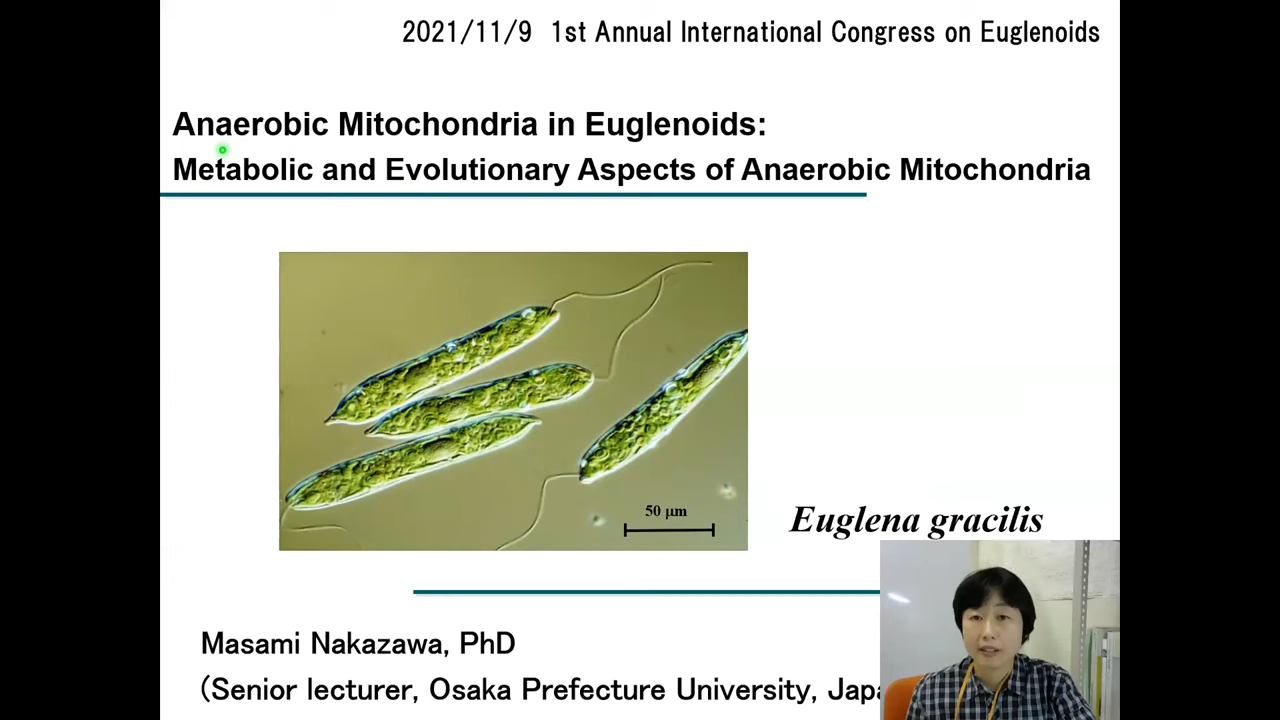 2021/11/9 1st Annual International Congress on Euglenoids
Anaerobic Mitochondria in Euglenoids:
Metabolic and Evolutionary Aspects of Anaerobic Mitochondria
50 μm
Euglena gracilis
Masami Nakazawa, PhD
(Senior lecturer, Osaka Prefecture University,